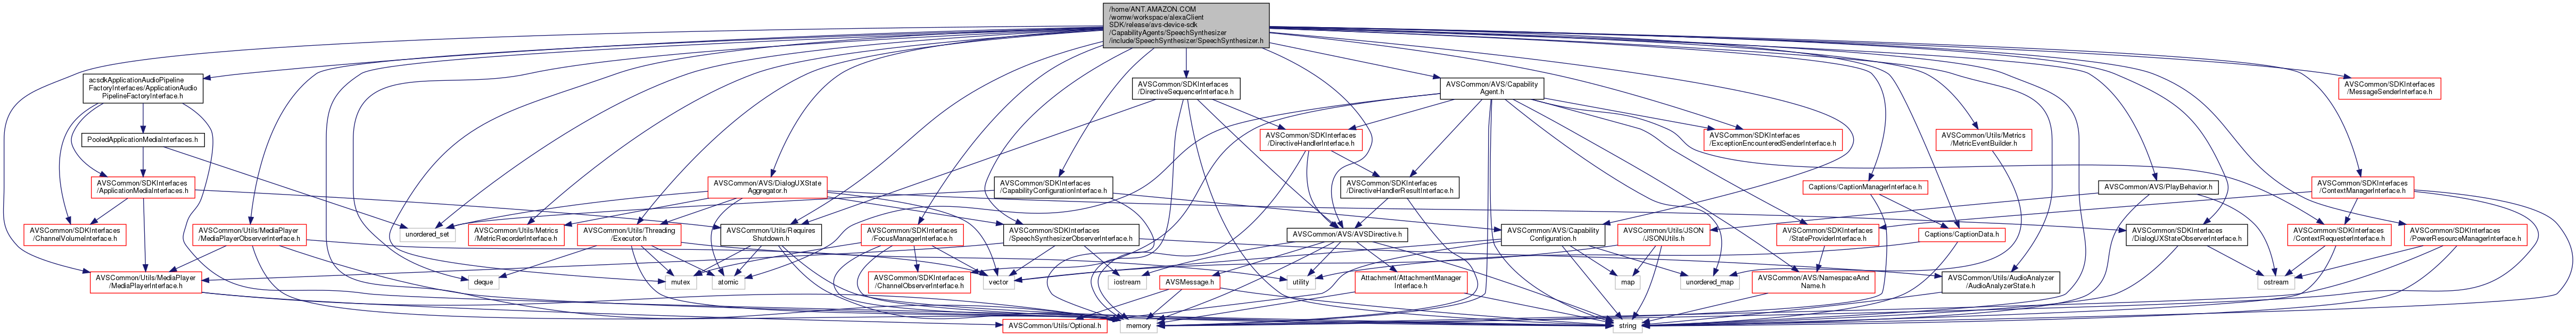 /home/ANT.AMAZON.COM
/womw/workspace/alexaClient
SDK/release/avs-device-sdk
/CapabilityAgents/SpeechSynthesizer
/include/SpeechSynthesizer/SpeechSynthesizer.h
acsdkApplicationAudioPipeline
FactoryInterfaces/ApplicationAudio
PipelineFactoryInterface.h
AVSCommon/SDKInterfaces
/DirectiveSequencerInterface.h
AVSCommon/AVS/Capability
Agent.h
AVSCommon/SDKInterfaces
/MessageSenderInterface.h
PooledApplicationMediaInterfaces.h
AVSCommon/SDKInterfaces
/DirectiveHandlerInterface.h
AVSCommon/SDKInterfaces
/ExceptionEncounteredSenderInterface.h
AVSCommon/Utils/Metrics
/MetricEventBuilder.h
AVSCommon/SDKInterfaces
/ApplicationMediaInterfaces.h
AVSCommon/AVS/DialogUXState
Aggregator.h
AVSCommon/SDKInterfaces
/CapabilityConfigurationInterface.h
AVSCommon/SDKInterfaces
/DirectiveHandlerResultInterface.h
Captions/CaptionManagerInterface.h
AVSCommon/AVS/PlayBehavior.h
AVSCommon/SDKInterfaces
/ContextManagerInterface.h
AVSCommon/SDKInterfaces
/ChannelVolumeInterface.h
AVSCommon/Utils/MediaPlayer
/MediaPlayerObserverInterface.h
unordered_set
AVSCommon/Utils/Metrics
/MetricRecorderInterface.h
AVSCommon/Utils/Threading
/Executor.h
AVSCommon/Utils/Requires
Shutdown.h
AVSCommon/SDKInterfaces
/FocusManagerInterface.h
AVSCommon/SDKInterfaces
/SpeechSynthesizerObserverInterface.h
AVSCommon/AVS/AVSDirective.h
AVSCommon/AVS/Capability
Configuration.h
AVSCommon/Utils/JSON
/JSONUtils.h
AVSCommon/SDKInterfaces
/StateProviderInterface.h
Captions/CaptionData.h
AVSCommon/SDKInterfaces
/DialogUXStateObserverInterface.h
AVSCommon/SDKInterfaces
/ContextRequesterInterface.h
AVSCommon/SDKInterfaces
/PowerResourceManagerInterface.h
AVSCommon/Utils/MediaPlayer
/MediaPlayerInterface.h
deque
mutex
atomic
AVSCommon/SDKInterfaces
/ChannelObserverInterface.h
vector
iostream
AVSMessage.h
utility
Attachment/AttachmentManager
Interface.h
map
unordered_map
AVSCommon/AVS/NamespaceAnd
Name.h
AVSCommon/Utils/AudioAnalyzer
/AudioAnalyzerState.h
ostream
AVSCommon/Utils/Optional.h
memory
string